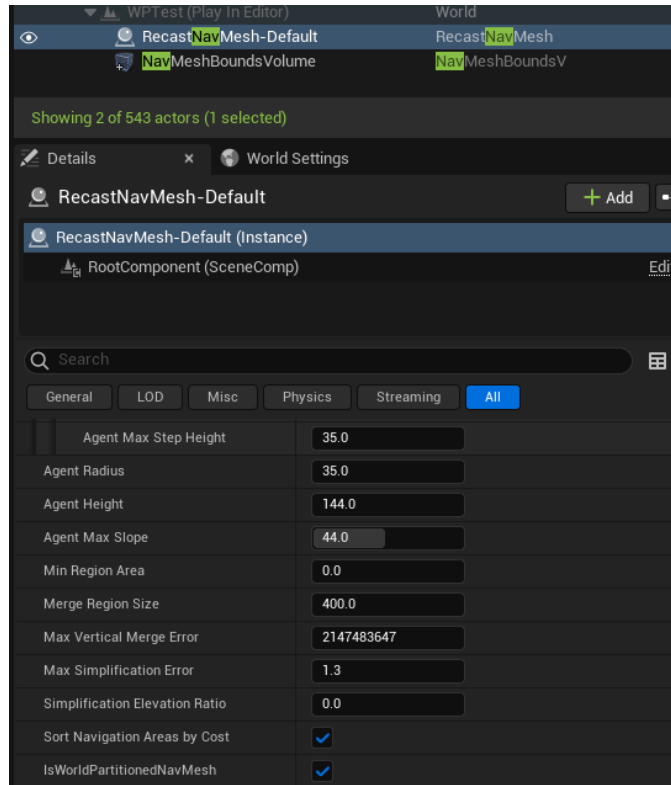 WPTest (Play In Editor) World
RecastNavMesh-Default RecastNavMesh
NavMeshBoundsVolume NavMeshBoundsV
Showing 2 of 543 actors (1 selected)
Details × World Settings
RecastNavMesh-Default + Add
RecastNavMesh-Default (Instance)
RootComponent (SceneComp) Edi
Search
General LOD Misc Physics Streaming All
Agent Max Step Height 35.0
Agent Radius 35.0
Agent Height 144.0
Agent Max Slope 44.0
Min Region Area 0.0
Merge Region Size 400.0
Max Vertical Merge Error 2147483647
Max Simplification Error 1.3
Simplification Elevation Ratio 0.0
Sort Navigation Areas by Cost
IsWorldPartitionedNavMesh